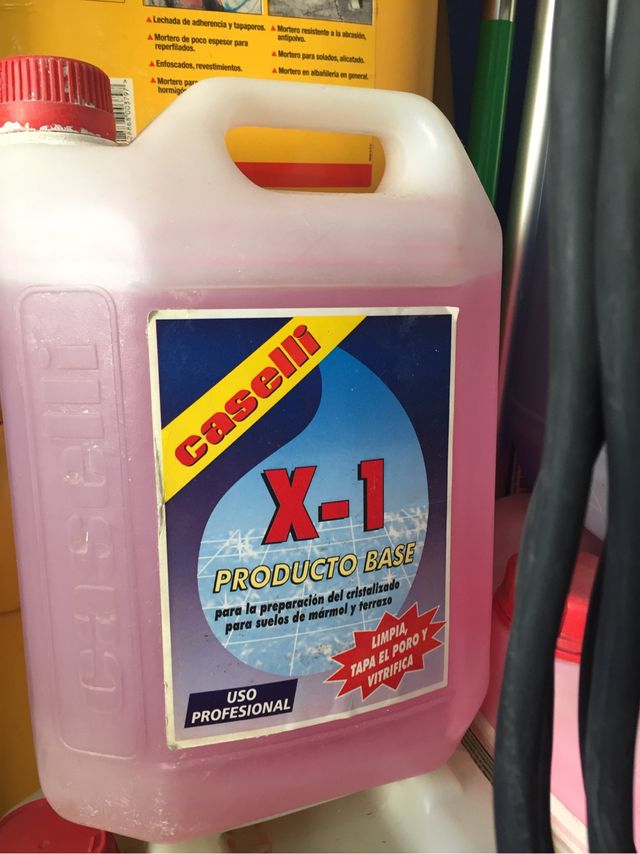 ▲ Lechada de adherencia y tapaporos.
▲ Mortero de poco espesor para
reperfilados.
▲ Enfoscados, revestimientos.
▲ Mortero para
▲ Mortero resistente a la abrasión,
antipolvo.
▲ Mortero para solados, alicatado.
▲ Mortero en albañilería en general.
caselli
caselli
X-1
PRODUCTO BASE
para la preparación del cristalizado
para suelos de mármol y terrazo
LIMPIA,
TAPA EL PORO Y
VITRIFICA
USO
PROFESIONAL